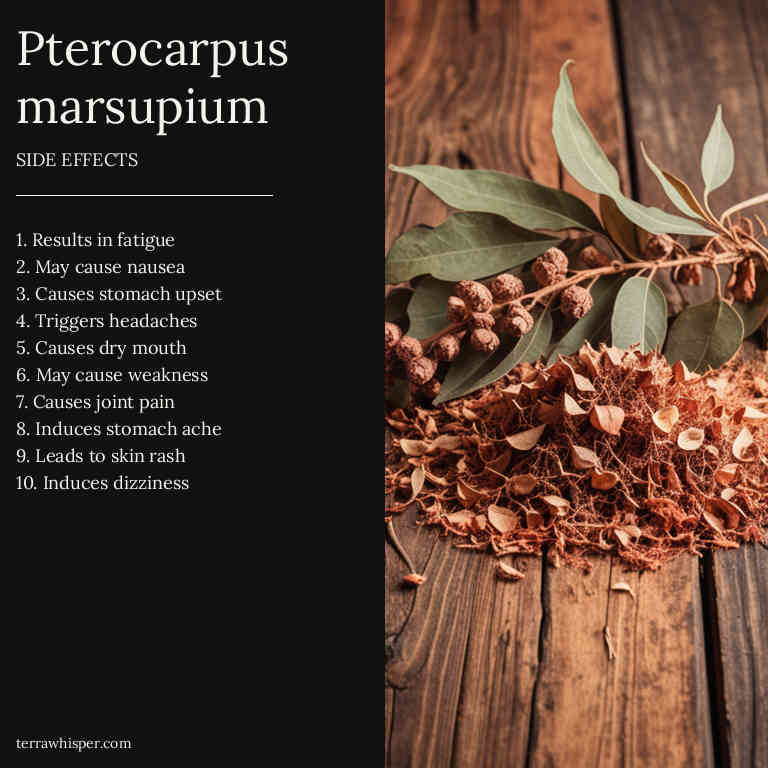 Pterocarpus
marsupium
SIDE EFFECTS
1. Results in fatigue
2. May cause nausea
3. Causes stomach upset
4. Triggers headaches
5. Causes dry mouth
6. May cause weakness
7. Causes joint pain
8. Induces stomach ache
9. Leads to skin rash
10. Induces dizziness
terrawhisper.com